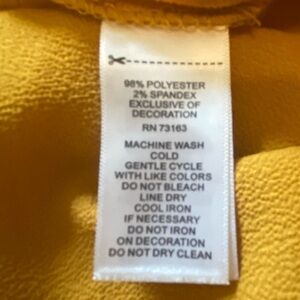 98% POLYESTER
2% SPANDEX
EXCLUSIVE OF
DECORATION
RN 73163
MACHINE WASH
COLD
GENTLE CYCLE
WITH LIKE COLORS
DO NOT BLEACH
LINE DRY
COOL IRON
IF NECESSARY
DO NOT IRON
ON DECORATION
DO NOT DRY CLEAN